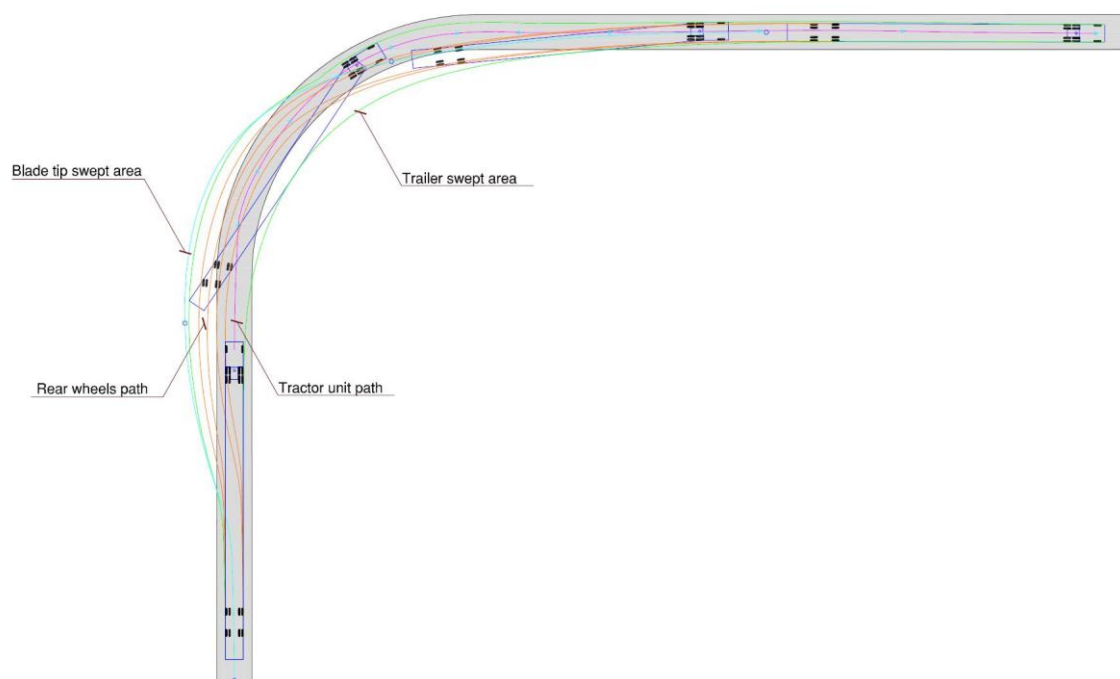 Blade tip swept area
Trailer swept area
Rear wheels path
Tractor unit path